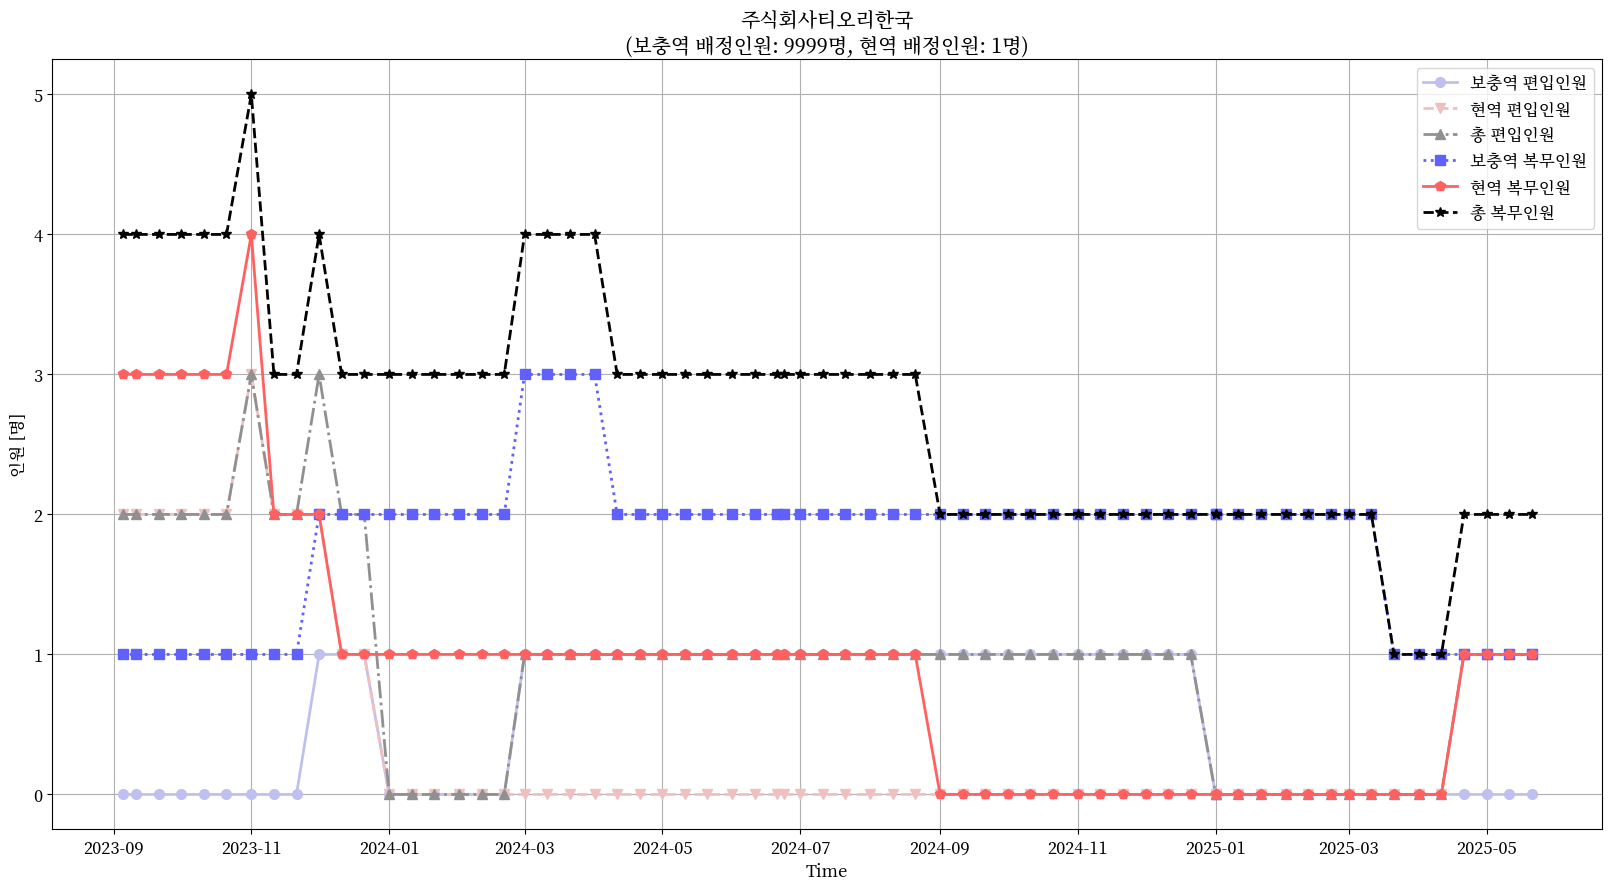 주식회사티오리한국
(보충역 배정인원: 9999명, 현역 배정인원: 1명)
보충역 편입인원
현역 편입인원
총 편입인원
보충역 복무인원
현역 복무인원
총 복무인원
인원 [명]
5
4
3
2
1
0
2023-09
2023-11
2024-01
2024-03
2024-05
2024-07
2024-09
2024-11
2025-01
2025-03
2025-05
Time